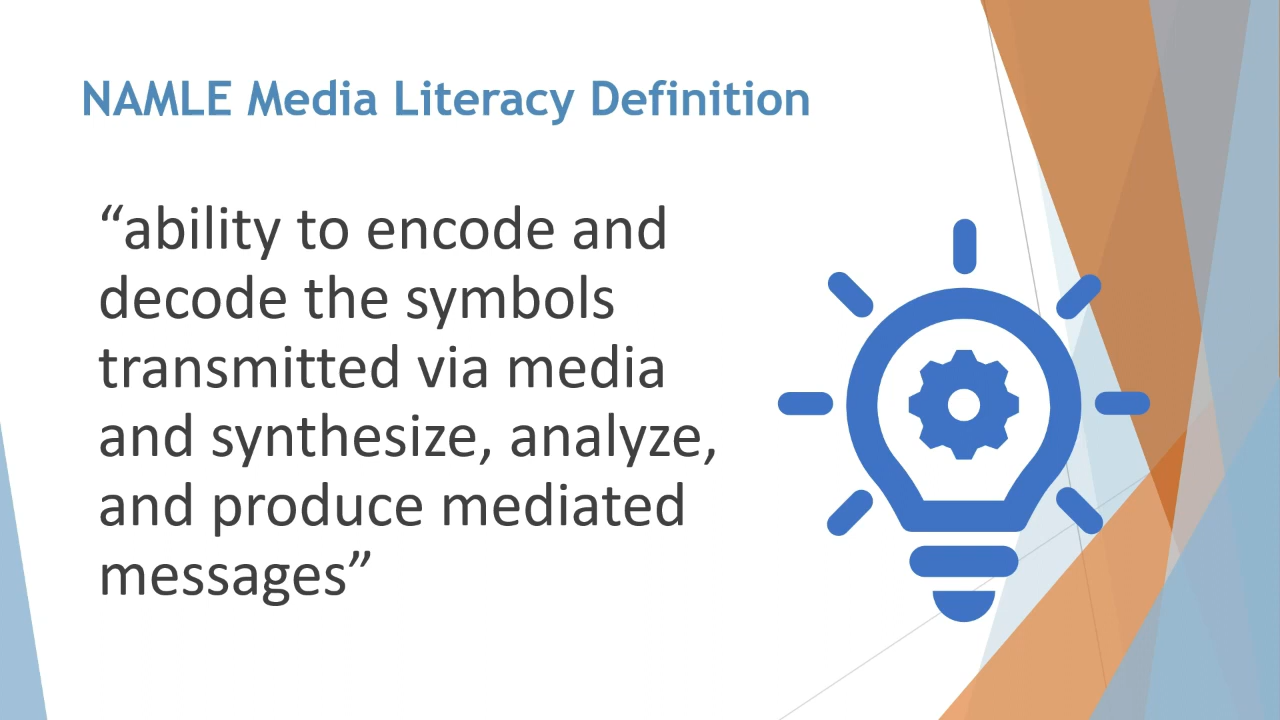 NAMLE Media Literacy Definition
“ability to encode and
decode the symbols
transmitted via media
and synthesize, analyze,
and produce mediated
messages”